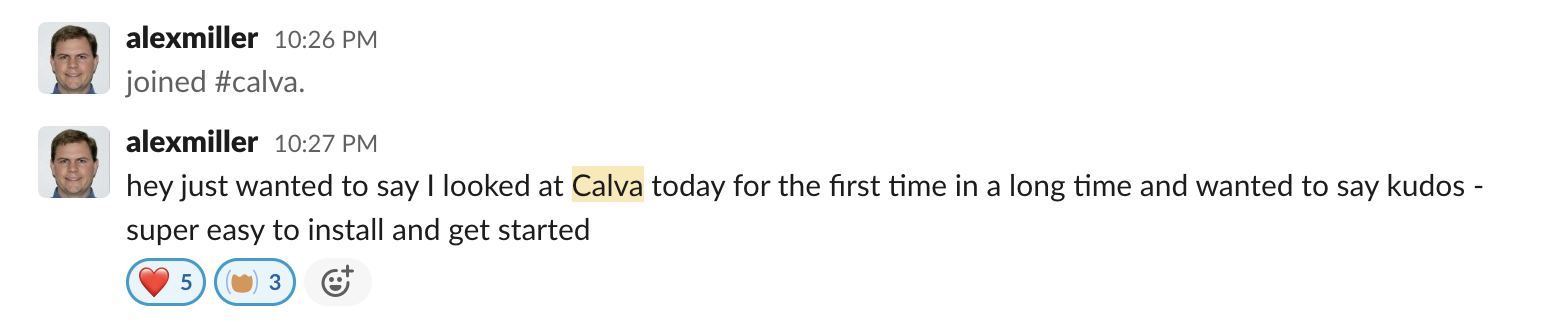 alexmiller 10:26 PM
joined #calva.
alexmiller 10:27 PM
hey just wanted to say I looked at Calva today for the first time in a long time and wanted to say kudos -
super easy to install and get started
5 3